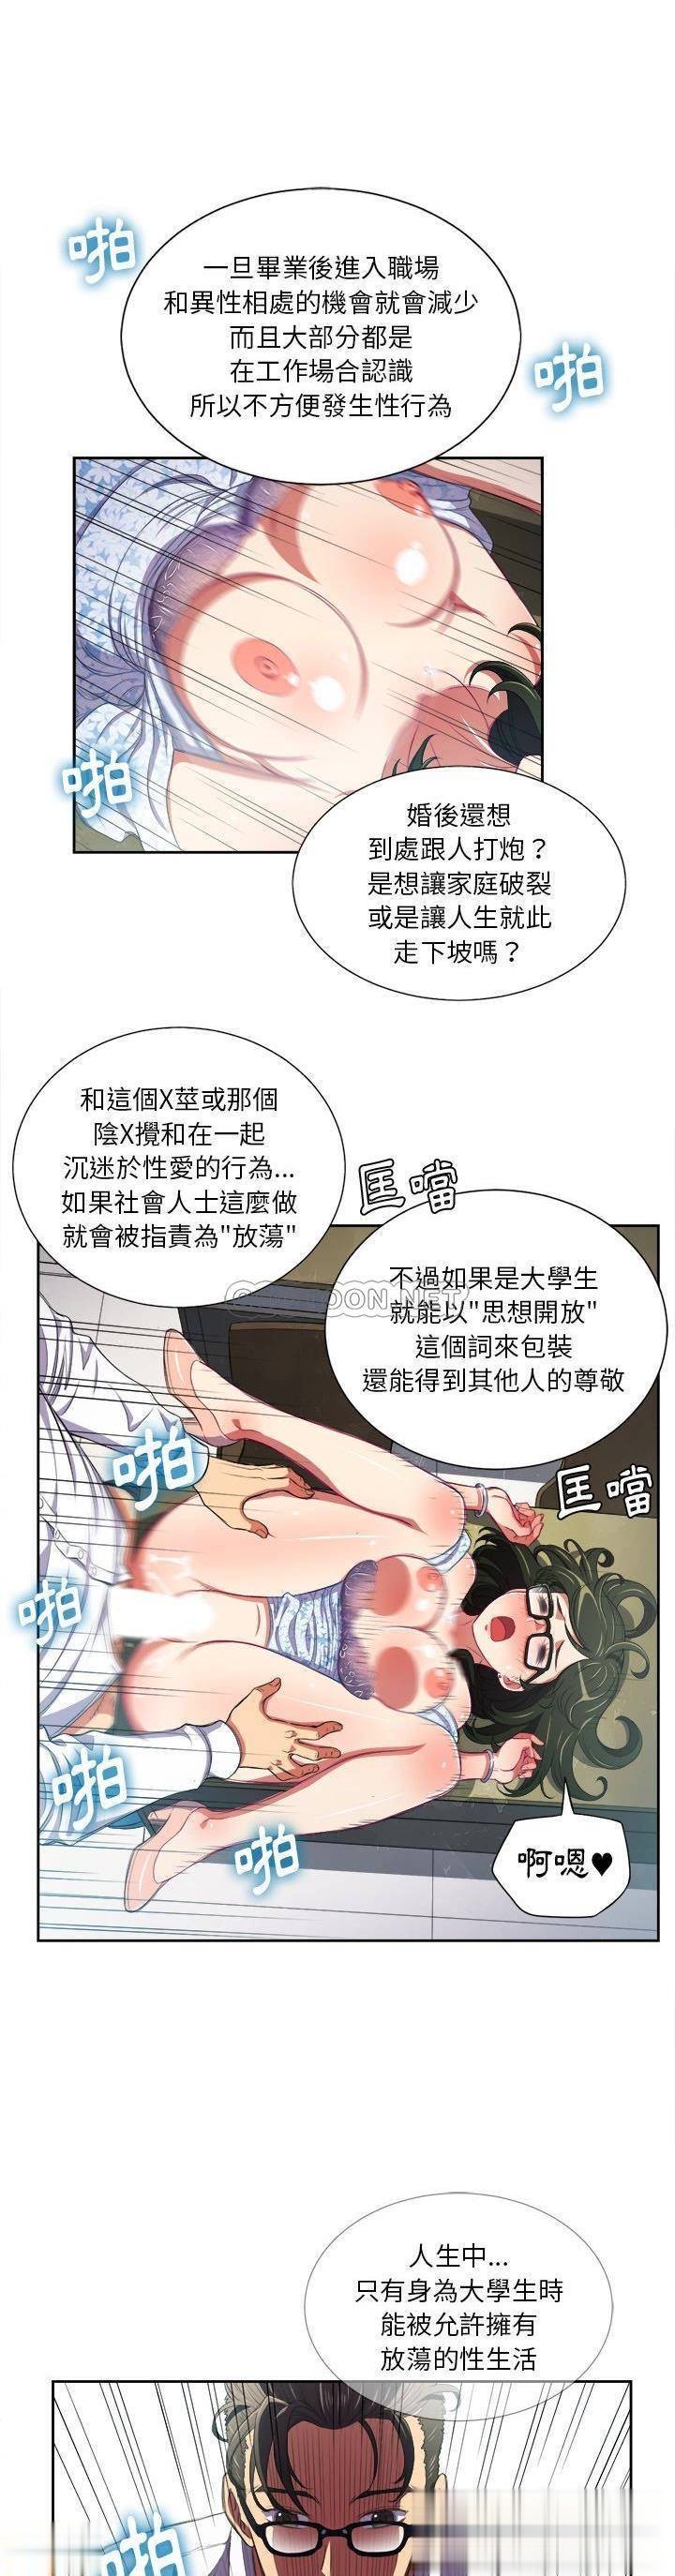 啪
一旦畢業後進入職場
和異性相處的機會就會減少
而且大部分都是
在工作場合認識
所以不方便發生性行為
啪
啪
婚後還想
到處跟人打炮？
是想讓家庭破裂
或是讓人生就此
走下坡嗎？
和這個X莖或那個
陰X攪和在一起
沉迷於性愛的行為...
如果社會人士這麼做
就會被指責為"放蕩"
匡噹
不過如果是大學生
就能以"思想開放"
這個詞來包裝
還能得到其他人的尊敬
啪
匡噹
啪
啪
啪
啊嗯♥
人生中...
只有身為大學生時
能被允許擁有
放蕩的性生活
啪